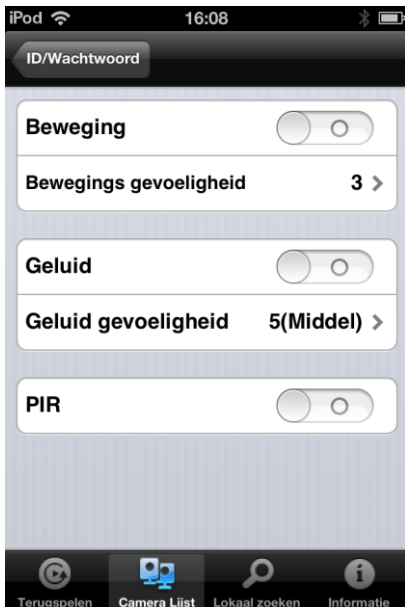 iPod 16:08
ID/Wachtwoord
Beweging
Bewegings gevoeligheid 3
Geluid
Geluid gevoeligheid 5(Middel)
PIR
Terugspelen Camera Lijst Lokaal zoeken Informatie